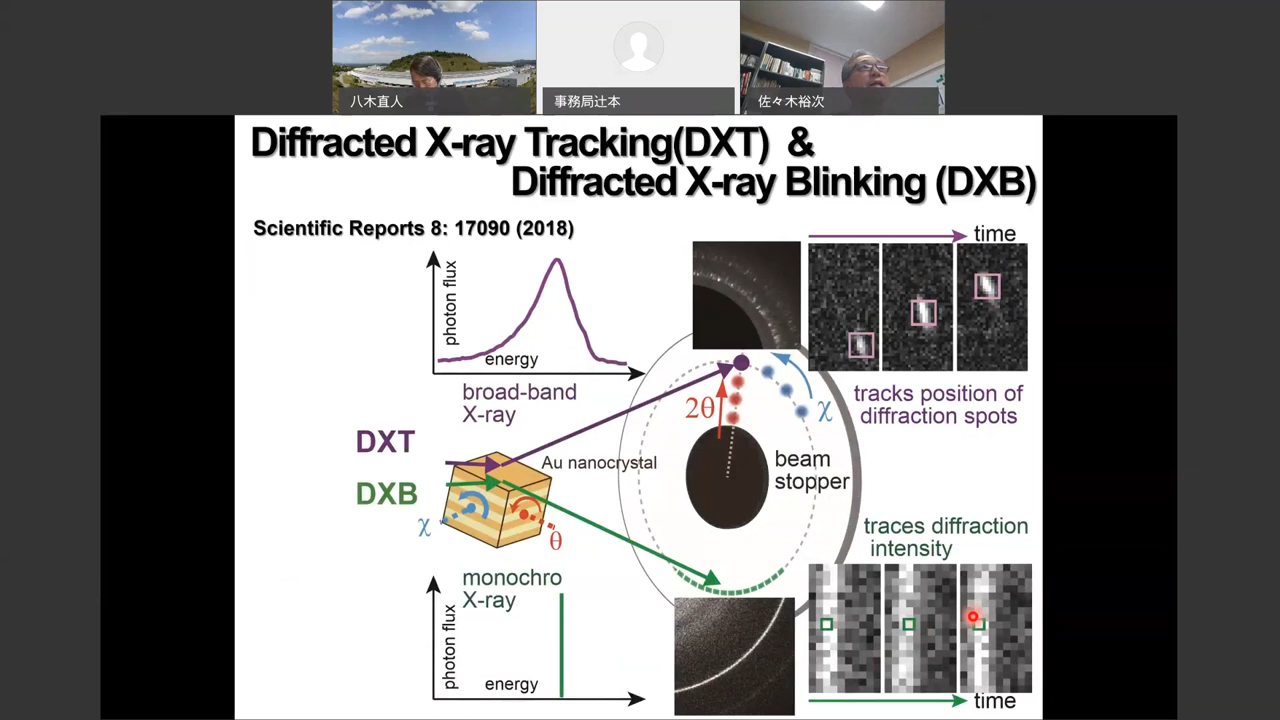 八木直人
事務局辻本
佐々木裕次
Diffracted X-ray Tracking(DXT) &
Diffracted X-ray Blinking (DXB)
Scientific Reports 8: 17090 (2018)
photon flux
energy
broad-band
X-ray
time
tracks position of
diffraction spots
2θ
χ
DXT
DXB
Au nanocrystal
χ
θ
beam
stopper
traces diffraction
intensity
monochro
X-ray
photon flux
energy
time